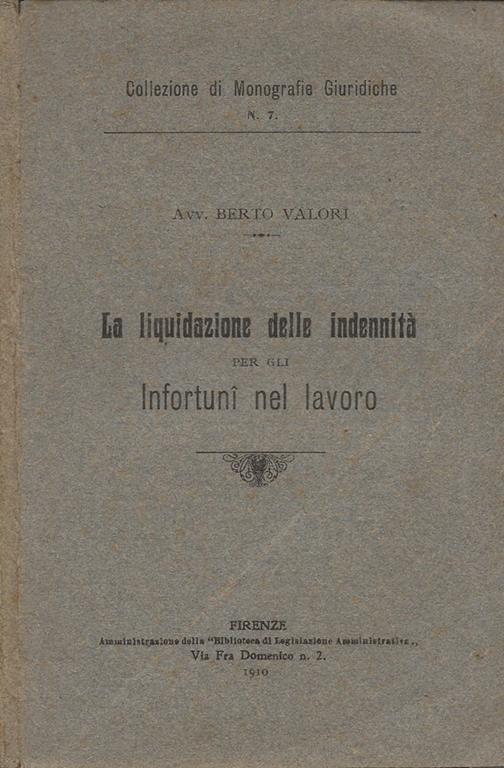 Collezione di Monografie Giuridiche
N. 7.
Avv. BERTO VALORI
La liquidazione delle indennità
PER GLI
Infortunî nel lavoro
FIRENZE
Amministrazione della "Biblioteca di Legislazione Amministrativa„
Via Fra Domenico n. 2.
1910